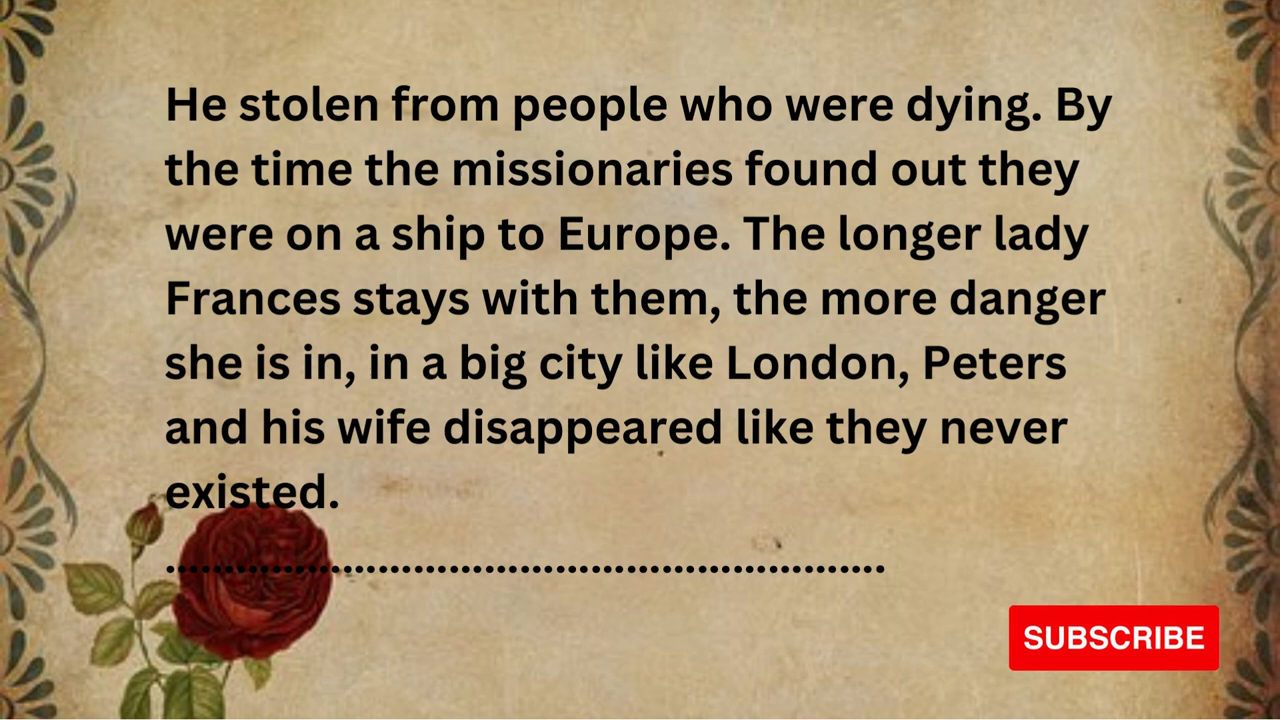 He stolen from people who were dying. By
the time the missionaries found out they
were on a ship to Europe. The longer lady
Frances stays with them, the more danger
she is in, in a big city like London, Peters
and his wife disappeared like they never
existed.
.............................................................
SUBSCRIBE